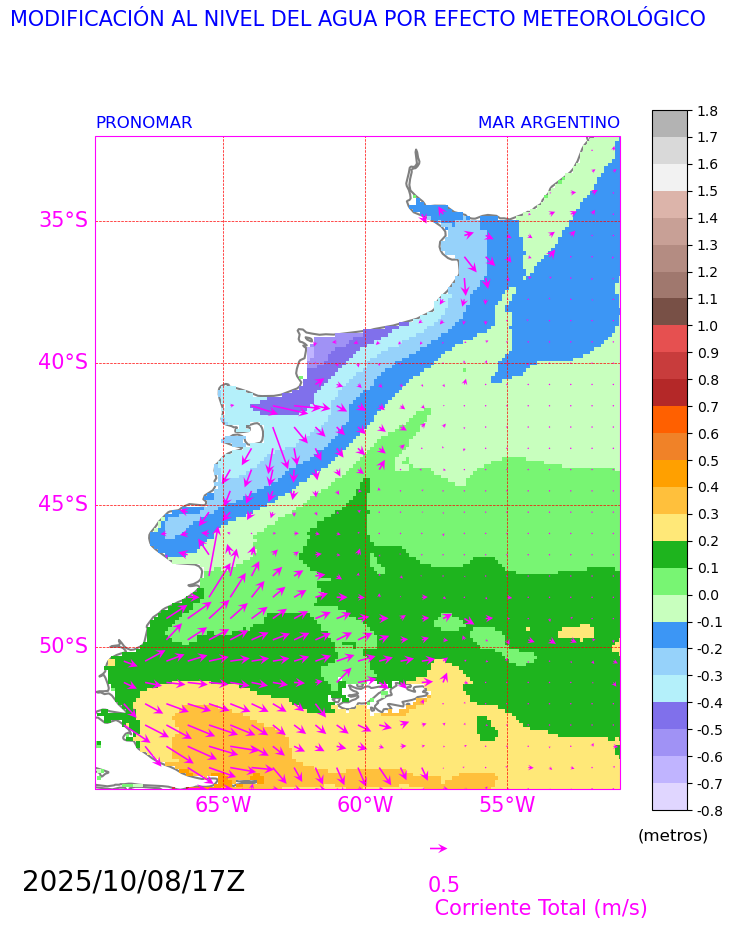 MODIFICACIÓN AL NIVEL DEL AGUA POR EFECTO METEOROLÓGICO
PRONOMAR
MAR ARGENTINO
35°S
40°S
45°S
50°S
65°W
60°W
55°W
1.8
1.7
1.6
1.5
1.4
1.3
1.2
1.1
1.0
0.9
0.8
0.7
0.6
0.5
0.4
0.3
0.2
0.1
0.0
-0.1
-0.2
-0.3
-0.4
-0.5
-0.6
-0.7
-0.8
(metros)
2025/10/08/17Z
0.5
Corriente Total (m/s)